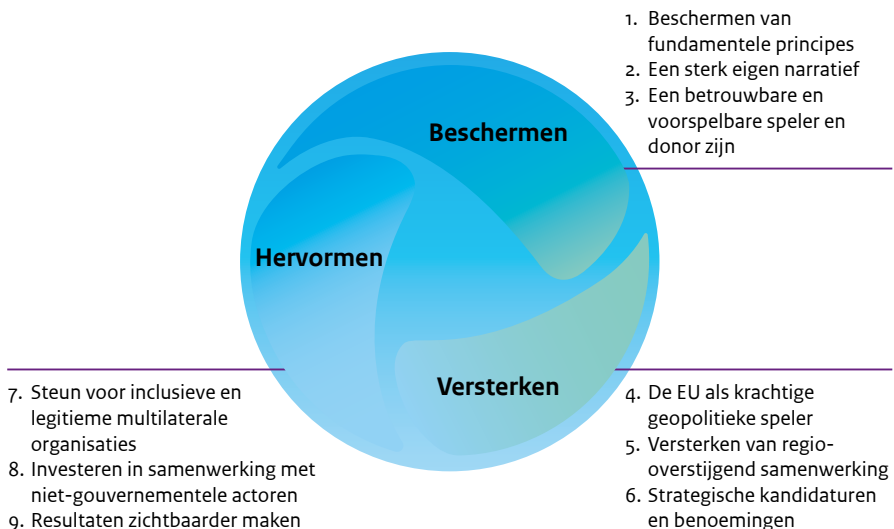 1. Beschermen van
fundamentele principes
2. Een sterk eigen narratief
3. Een betrouwbare en
voorspelbare speler en
donor zijn
Beschermen
Hervormen
Versterken
4. De EU als krachtige
geopolitieke speler
5. Versterken van regio-
overstijgend samenwerking
6. Strategische kandidaturen
en benoemingen
7. Steun voor inclusieve en
legitieme multilaterale
organisaties
8. Investeren in samenwerking met
niet-gouvernementele actoren
9. Resultaten zichtbaarder maken